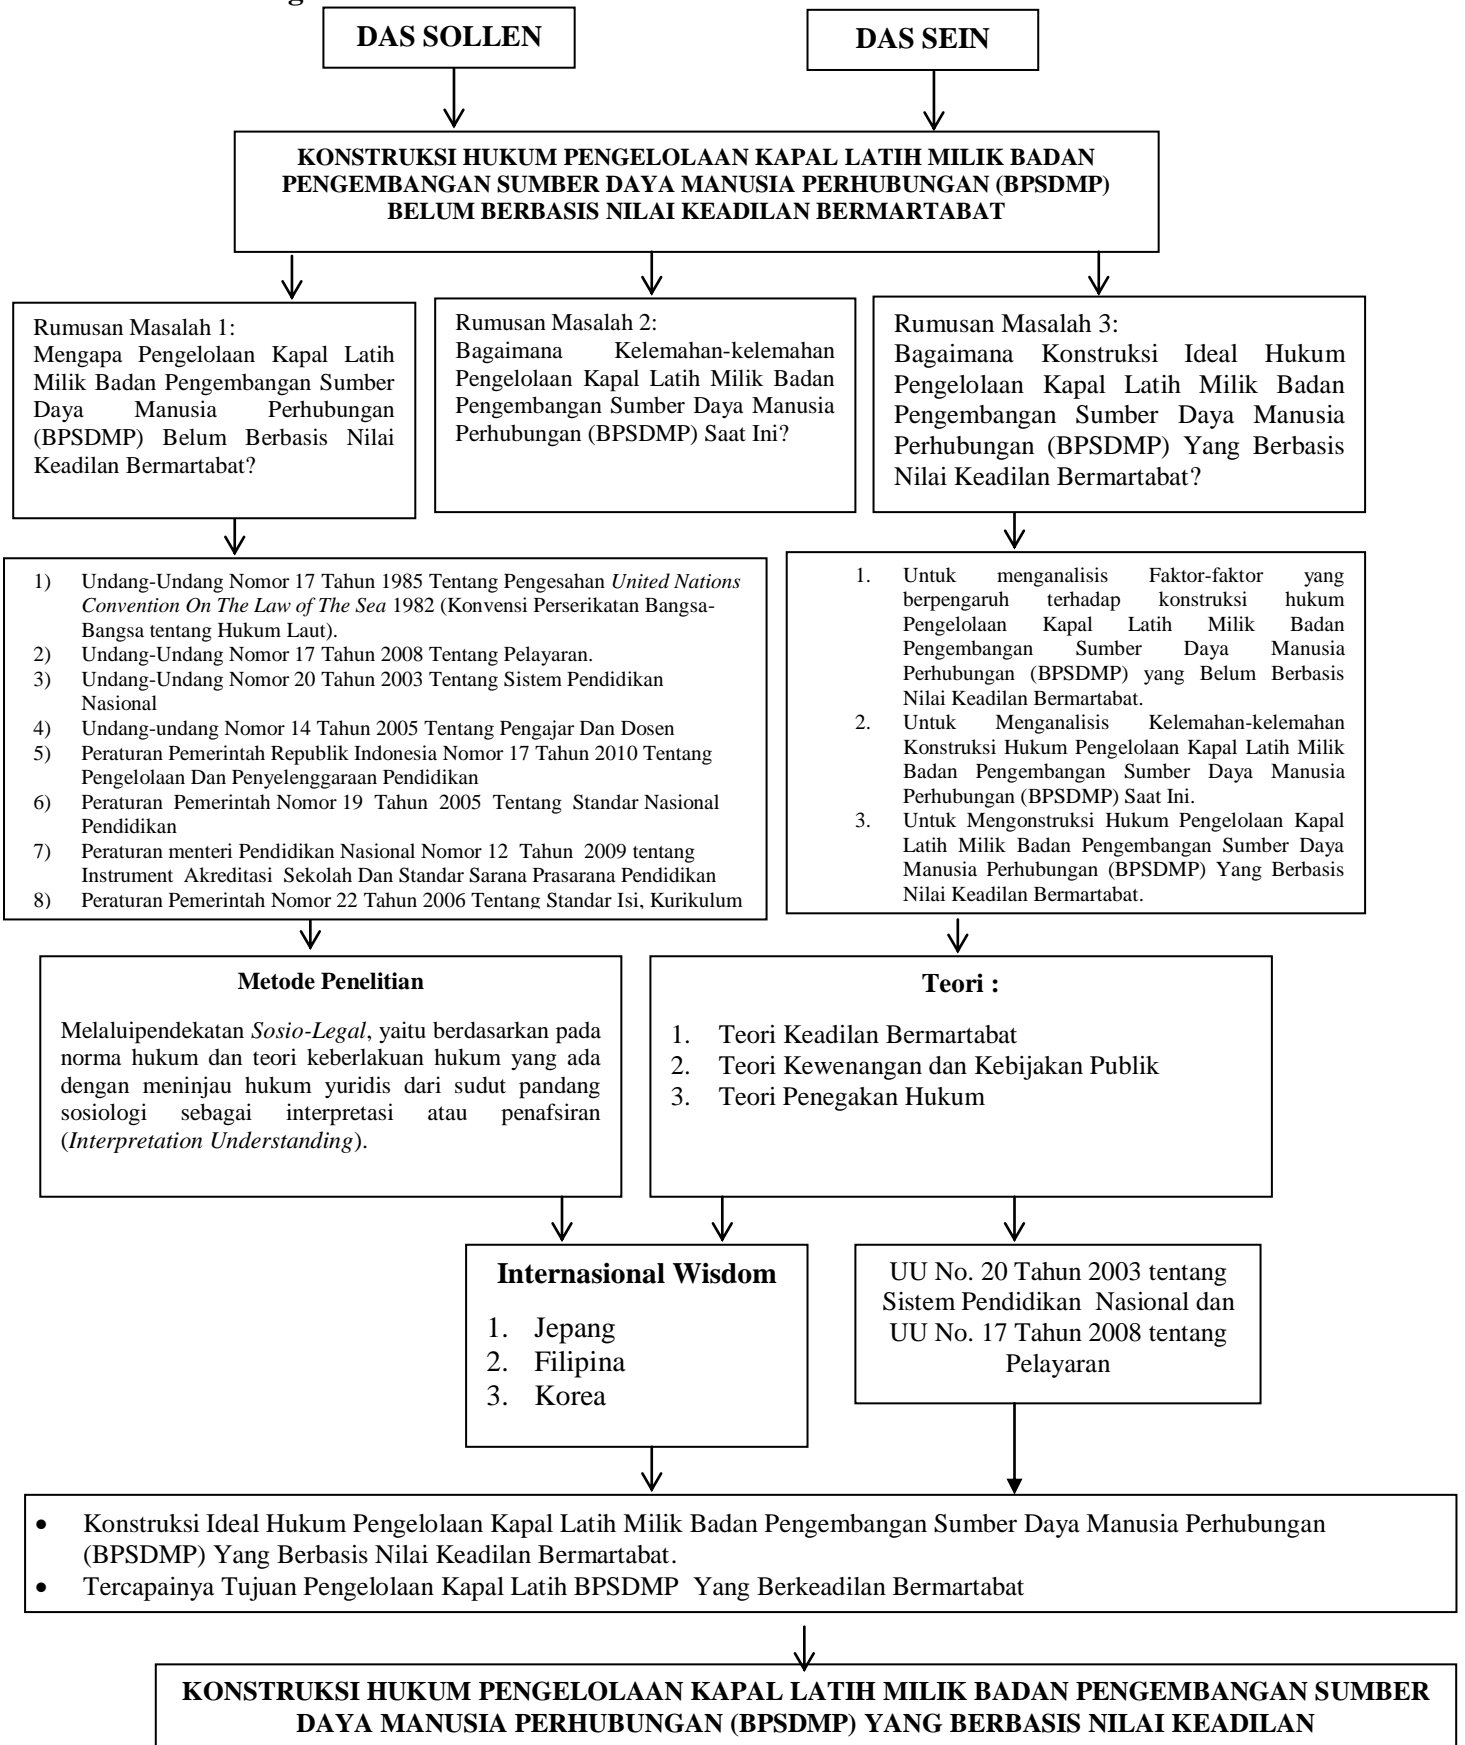 DAS SOLLEN
DAS SEIN
KONSTRUKSI HUKUM PENGELOLAAN KAPAL LATIH MILIK BADAN
PENGEMBANGAN SUMBER DAYA MANUSIA PERHUBUNGAN (BPSDMP)
BELUM BERBASIS NILAI KEADILAN BERMARTABAT
Rumusan Masalah 1:
Mengapa Pengelolaan Kapal Latih
Milik Badan Pengembangan Sumber
Daya Manusia Perhubungan
(BPSDMP) Belum Berbasis Nilai
Keadilan Bermartabat?
Rumusan Masalah 2:
Bagaimana Kelemahan-kelemahan
Pengelolaan Kapal Latih Milik Badan
Pengembangan Sumber Daya Manusia
Perhubungan (BPSDMP) Saat Ini?
Rumusan Masalah 3:
Bagaimana Konstruksi Ideal Hukum
Pengelolaan Kapal Latih Milik Badan
Pengembangan Sumber Daya Manusia
Perhubungan (BPSDMP) Yang Berbasis
Nilai Keadilan Bermartabat?
1) Undang-Undang Nomor 17 Tahun 1985 Tentang Pengesahan United Nations
Convention On The Law of The Sea 1982 (Konvensi Perserikatan Bangsa-
Bangsa tentang Hukum Laut).
2) Undang-Undang Nomor 17 Tahun 2008 Tentang Pelayaran.
3) Undang-Undang Nomor 20 Tahun 2003 Tentang Sistem Pendidikan
Nasional
4) Undang-undang Nomor 14 Tahun 2005 Tentang Pengajar Dan Dosen
5) Peraturan Pemerintah Republik Indonesia Nomor 17 Tahun 2010 Tentang
Pengelolaan Dan Penyelenggaraan Pendidikan
6) Peraturan Pemerintah Nomor 19 Tahun 2005 Tentang Standar Nasional
Pendidikan
7) Peraturan menteri Pendidikan Nasional Nomor 12 Tahun 2009 tentang
Instrument Akreditasi Sekolah Dan Standar Sarana Prasarana Pendidikan
8) Peraturan Pemerintah Nomor 22 Tahun 2006 Tentang Standar Isi, Kurikulum
1. Untuk menganalisis Faktor-faktor yang
berpengaruh terhadap konstruksi hukum
Pengelolaan Kapal Latih Milik Badan
Pengembangan Sumber Daya Manusia
Perhubungan (BPSDMP) yang Belum Berbasis
Nilai Keadilan Bermartabat.
2. Untuk Menganalisis Kelemahan-kelemahan
Konstruksi Hukum Pengelolaan Kapal Latih Milik
Badan Pengembangan Sumber Daya Manusia
Perhubungan (BPSDMP) Saat Ini.
3. Untuk Mengonstruksi Hukum Pengelolaan Kapal
Latih Milik Badan Pengembangan Sumber Daya
Manusia Perhubungan (BPSDMP) Yang Berbasis
Nilai Keadilan Bermartabat.
Metode Penelitian
Melaluipendekatan Sosio-Legal, yaitu berdasarkan pada
norma hukum dan teori keberlakuan hukum yang ada
dengan meninjau hukum yuridis dari sudut pandang
sosiologi sebagai interpretasi atau penafsiran
(Interpretation Understanding).
Teori :
1. Teori Keadilan Bermartabat
2. Teori Kewenangan dan Kebijakan Publik
3. Teori Penegakan Hukum
Internasional Wisdom
1. Jepang
2. Filipina
3. Korea
UU No. 20 Tahun 2003 tentang
Sistem Pendidikan Nasional dan
UU No. 17 Tahun 2008 tentang
Pelayaran
• Konstruksi Ideal Hukum Pengelolaan Kapal Latih Milik Badan Pengembangan Sumber Daya Manusia Perhubungan
(BPSDMP) Yang Berbasis Nilai Keadilan Bermartabat.
• Tercapainya Tujuan Pengelolaan Kapal Latih BPSDMP Yang Berkeadilan Bermartabat
KONSTRUKSI HUKUM PENGELOLAAN KAPAL LATIH MILIK BADAN PENGEMBANGAN SUMBER
DAYA MANUSIA PERHUBUNGAN (BPSDMP) YANG BERBASIS NILAI KEADILAN